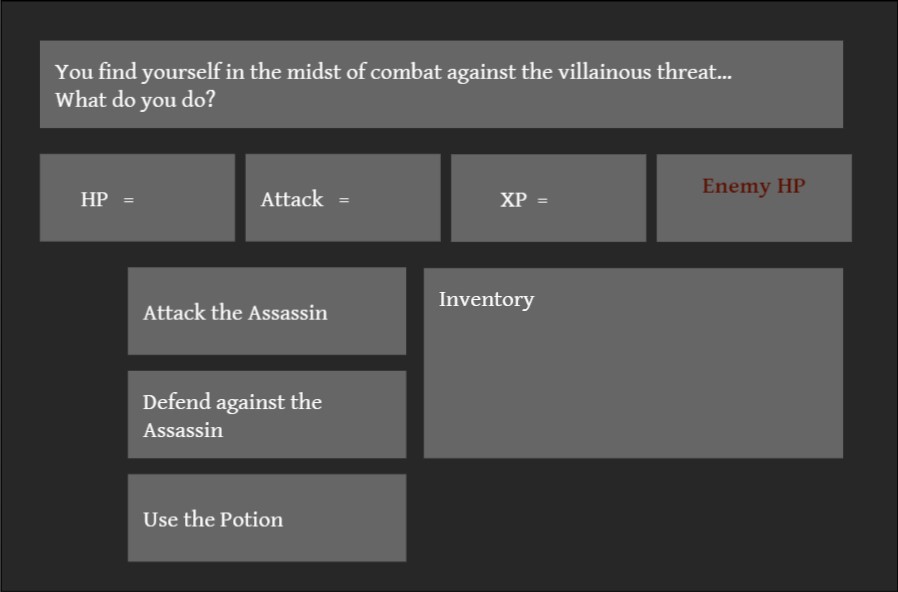 You find yourself in the midst of combat against the villainous threat...
What do you do?
HP =
Attack =
XP =
Enemy HP
Attack the Assassin
Inventory
Defend against the
Assassin
Use the Potion